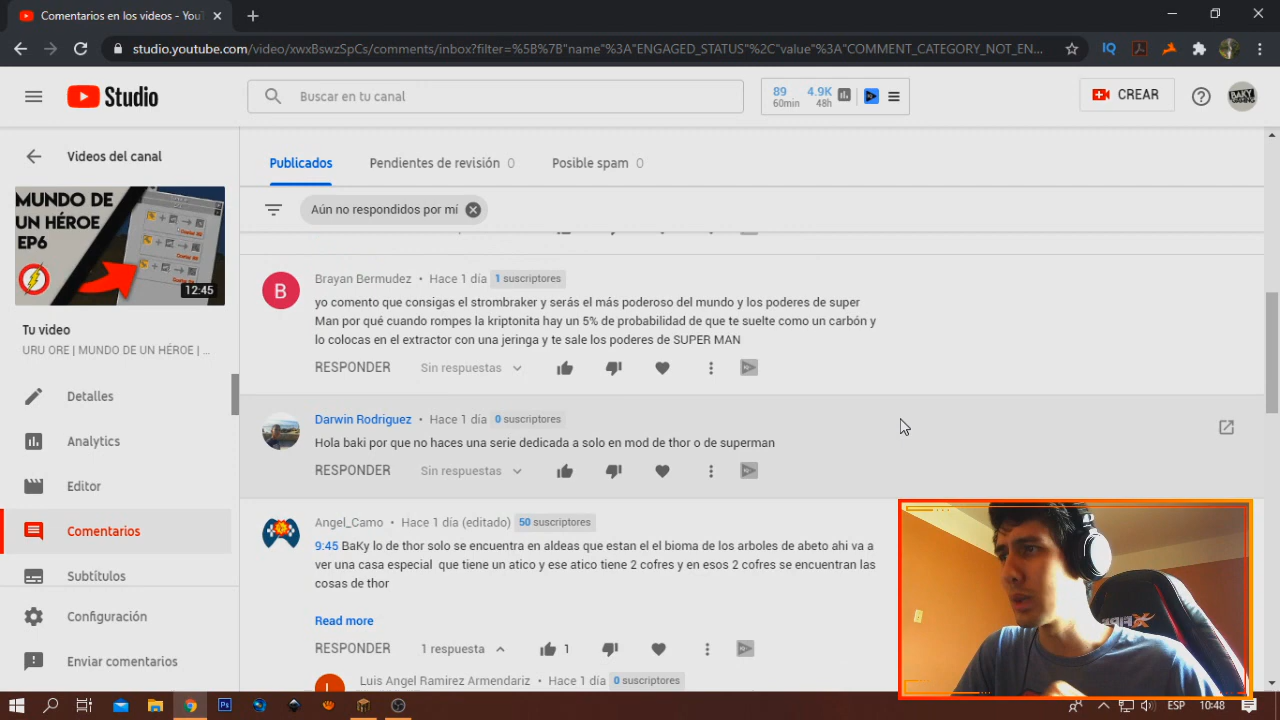 Comentarios en los videos - You
studio.youtube.com/video/xwxBswzSpCs/comments/inbox?filter=%5B%7B"name"%3A"ENGAGED_STATUS"%2C"value"%3A"COMMENT_CATEGORY_NOT_EN...
IQ
Studio
Buscar en tu canal
89
60min
4.9K
48h
CREAR
Videos del canal
Publicados
Pendientes de revisión 0
Posible spam 0
Aún no respondidos por mí
MUNDO DE
UN HÉROE
EP6
12:45
Tu video
URU ORE | MUNDO DE UN HÉROE | ...
Detalles
Analytics
Editor
Comentarios
Subtítulos
Configuración
Enviar comentarios
B
Brayan Bermudez • Hace 1 día 1 suscriptores
yo comento que consigas el strombraker y serás el más poderoso del mundo y los poderes de super
Man por qué cuando rompes la kriptonita hay un 5% de probabilidad de que te suelte como un carbón y
lo colocas en el extractor con una jeringa y te sale los poderes de SUPER MAN
RESPONDER Sin respuestas
Darwin Rodriguez • Hace 1 día 0 suscriptores
Hola baki por que no haces una serie dedicada a solo en mod de thor o de superman
RESPONDER Sin respuestas
Angel_Camo • Hace 1 día (editado) 50 suscriptores
9:45 BaKy lo de thor solo se encuentra en aldeas que estan el el bioma de los arboles de abeto ahi va a
ver una casa especial que tiene un atico y ese atico tiene 2 cofres y en esos 2 cofres se encuentran las
cosas de thor
Read more
RESPONDER 1 respuesta 1
L
Luis Angel Ramirez Armendariz • Hace 1 día 0 suscriptores
Ps
ESP
10:48